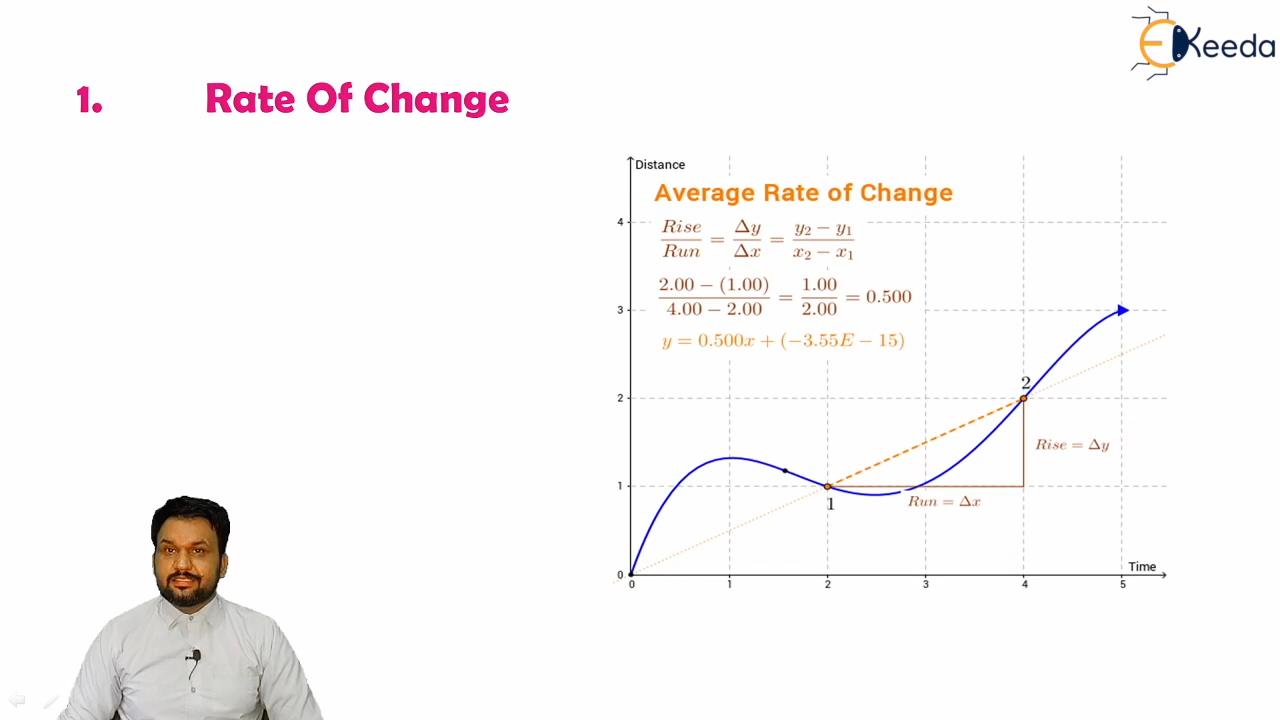 EKeeda
1. Rate Of Change
Distance
Average Rate of Change
Rise/Run = Δy/Δx = y₂ − y₁/x₂ − x₁
2.00 − (1.00)/4.00 − 2.00 = 1.00/2.00 = 0.500
y = 0.500x + (−3.55E − 15)
4
3
2
1
0
2
Rise = Δy
1
Run = Δx
Time
0 1 2 3 4 5